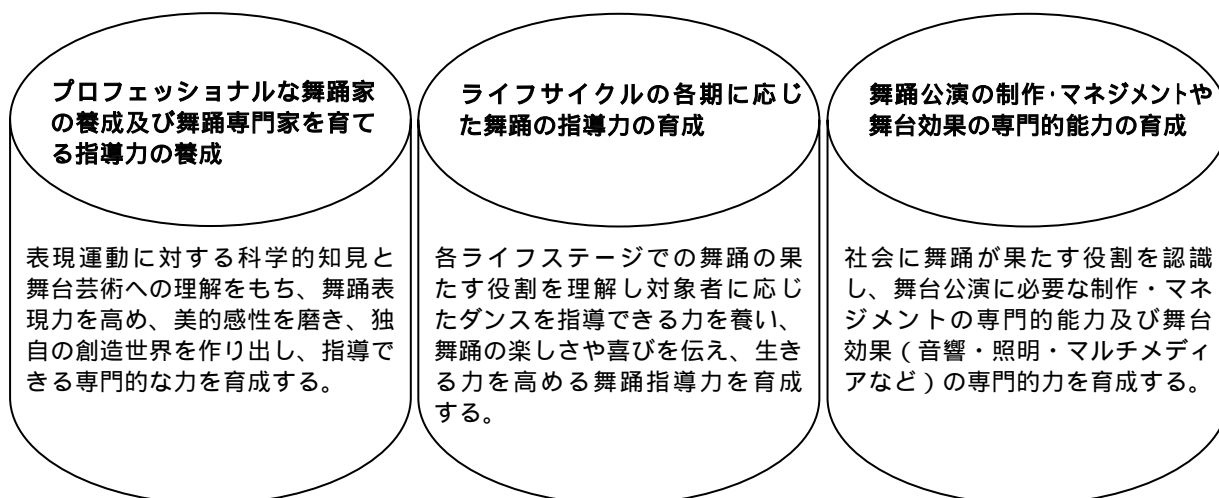 プロフェッショナルな舞踊家
の養成及び舞踊専門家を育て
る指導力の養成
表現運動に対する科学的知見と
舞台芸術への理解をもち、舞踊表
現力を高め、美的感性を磨き、独
自の創造世界を作り出し、指導で
きる専門的な力を育成する。
ライフサイクルの各期に応じ
た舞踊の指導力の育成
各ライフステージでの舞踊の果
たす役割を理解し対象者に応じ
たダンスを指導できる力を養い、
舞踊の楽しさや喜びを伝え、生き
る力を高める舞踊指導力を育成
する。
舞踊公演の制作・マネジメントや
舞台効果の専門的能力の育成
社会に舞踊が果たす役割を認識
し、舞台公演に必要な制作・マネ
ジメントの専門的能力及び舞台
効果（音響・照明・マルチメディ
アなど）の専門的力を育成する。